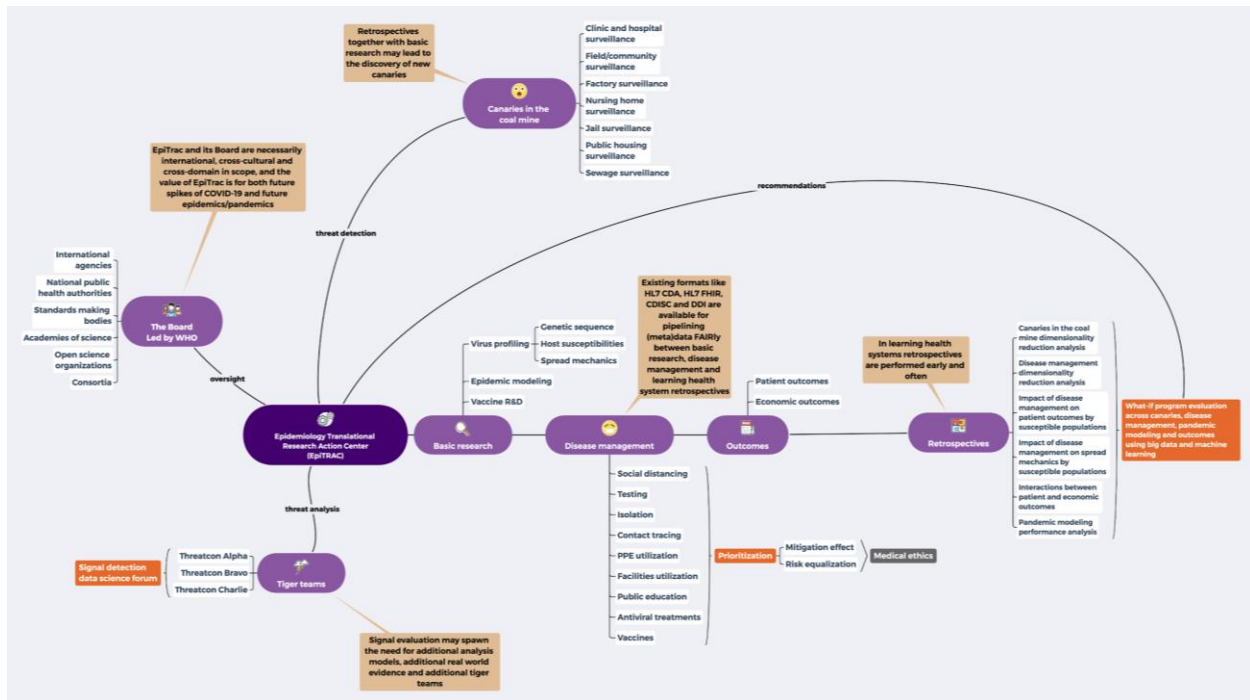 Retrospectives
together with basic
research may lead to
the discovery of new
canaries
Canaries in the
coal mine
Clinic and hospital
surveillance
Field/community
surveillance
Factory surveillance
Nursing home
surveillance
Jail surveillance
Public housing
surveillance
Sewage surveillance
EpiTrac and its Board are necessarily
international, cross-cultural and
cross-domain in scope, and the
value of EpiTrac is for both future
spikes of COVID-19 and future
epidemics/pandemics
threat detection
recommendations
International
agencies
National public
health authorities
Standards making
bodies
Academies of science
Open science
organizations
Consortia
The Board
Led by WHO
oversight
Epidemiology Translational
Research Action Center
(EpiTRAC)
Virus profiling
Genetic sequence
Host susceptibilities
Spread mechanics
Epidemic modeling
Vaccine R&D
Basic research
Existing formats like
HL7 CDA, HL7 FHIR,
CDISC and DDI are
available for
pipelining
(meta)data FAIRly
between basic
research, disease
management and
learning health
system retrospectives
Disease management
Patient outcomes
Economic outcomes
Outcomes
In learning health
systems retrospectives
are performed early and
often
Retrospectives
Canaries in the coal
mine dimensionality
reduction analysis
Disease management
dimensionality
reduction analysis
Impact of disease
management on
patient outcomes by
susceptible populations
Impact of disease
management on spread
mechanics by
susceptible populations
Interactions between
patient and economic
outcomes
Pandemic modeling
performance analysis
What-if program evaluation
across canaries, disease
management, pandemic
modeling and outcomes
using big data and machine
learning
Social distancing
Testing
Isolation
Contact tracing
PPE utilization
Facilities utilization
Public education
Antiviral treatments
Vaccines
Prioritization
Mitigation effect
Risk equalization
Medical ethics
threat analysis
Signal detection
data science forum
Threatcon Alpha
Threatcon Bravo
Threatcon Charlie
Tiger teams
Signal evaluation may spawn
the need for additional analysis
models, additional real world
evidence and additional tiger
teams